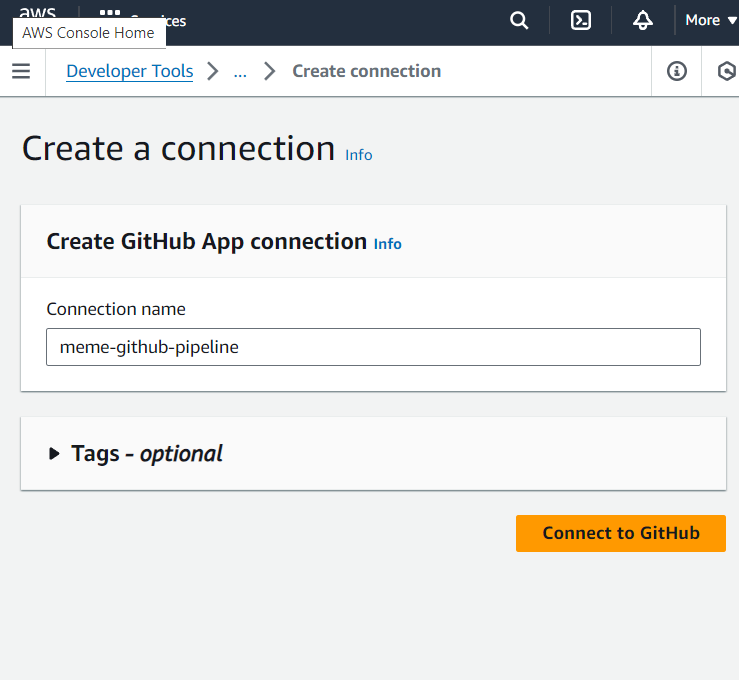 aws
Services
More
AWS Console Home
Developer Tools
...
Create connection
Create a connection Info
Create GitHub App connection Info
Connection name
meme-github-pipeline
Tags - optional
Connect to GitHub